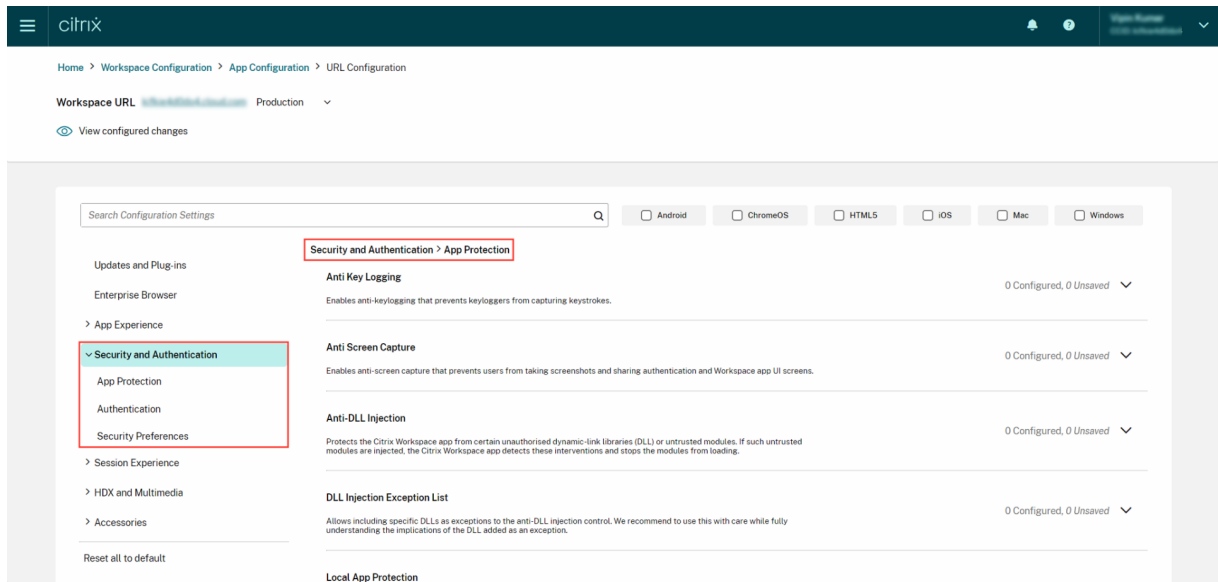 citrix
?
Home > Workspace Configuration > App Configuration > URL Configuration
Workspace URL Production
View configured changes
Search Configuration Settings
Android ChromeOS HTML5 iOS Mac Windows
Updates and Plug-ins
Enterprise Browser
> App Experience
Security and Authentication
App Protection
Authentication
Security Preferences
> Session Experience
> HDX and Multimedia
> Accessories
Reset all to default
Security and Authentication > App Protection
Anti Key Logging
Enables anti-keylogging that prevents keyloggers from capturing keystrokes.
0 Configured, 0 Unsaved
Anti Screen Capture
Enables anti-screen capture that prevents users from taking screenshots and sharing authentication and Workspace app UI screens.
0 Configured, 0 Unsaved
Anti-DLL Injection
Protects the Citrix Workspace app from certain unauthorised dynamic-link libraries (DLL) or untrusted modules. If such untrusted
modules are injected, the Citrix Workspace app detects these interventions and stops the modules from loading.
0 Configured, 0 Unsaved
DLL Injection Exception List
Allows including specific DLLs as exceptions to the anti-DLL injection control. We recommend to use this with care while fully
understanding the implications of the DLL added as an exception.
0 Configured, 0 Unsaved
Local App Protection